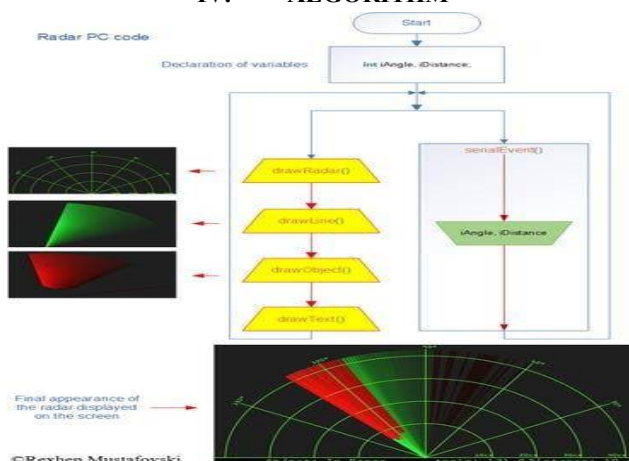 IV. ALGORITHM
Start
Radar PC code
Declaration of variables
Int iAngle, iDistance;
serialEvent()
drawRadar()
drawLine()
iAngle, iDistance
drawObject()
drawText()
Final appearance of
the radar displayed
on the screen
©Rexhen Mustafovski